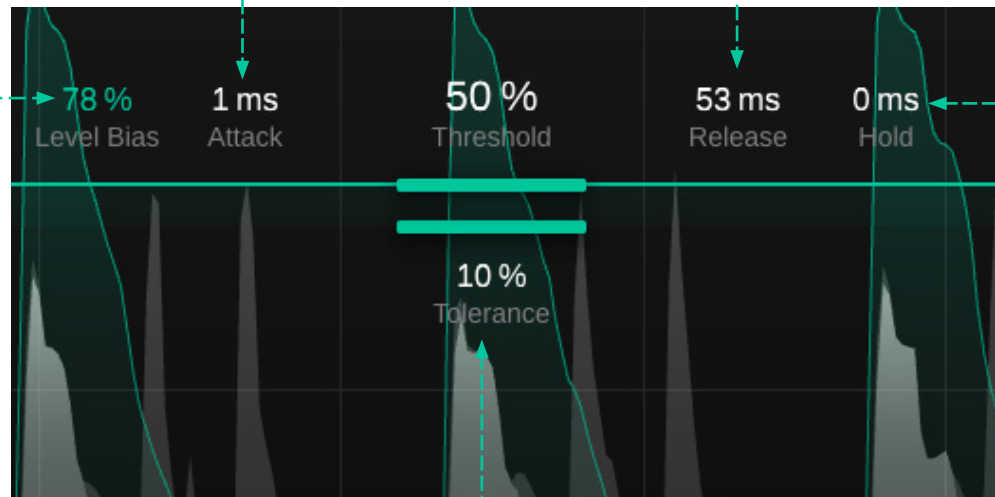 78 %
Level Bias
1 ms
Attack
50 %
Threshold
53 ms
Release
0 ms
Hold
10 %
Tolerance